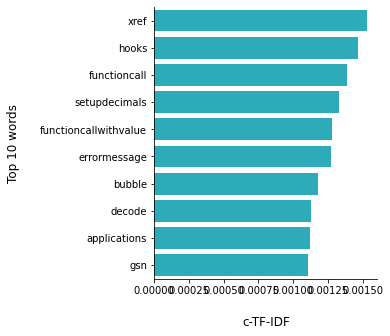 Top 10 words
xref
hooks
functioncall
setupdecimals
functioncallwithvalue
errormessage
bubble
decode
applications
gsn
0.00000 0.00025 0.00050 0.00075 0.00100 0.00125 0.00150
c-TF-IDF